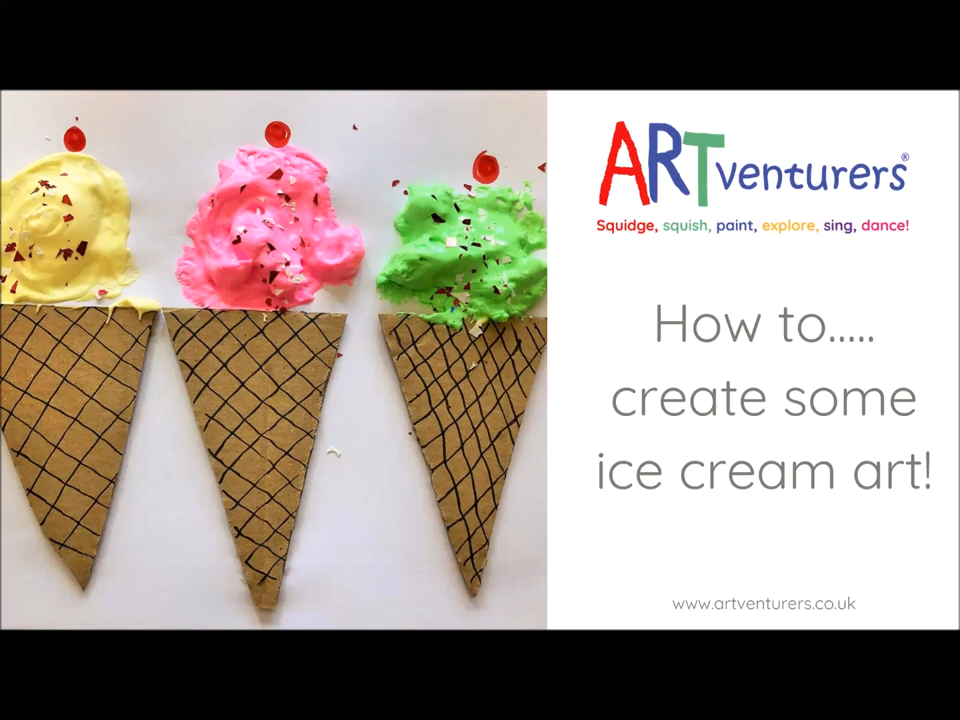 ARTventurers®
Squidge, squish, paint, explore, sing, dance!
How to.....
create some
ice cream art!
www.artventurers.co.uk